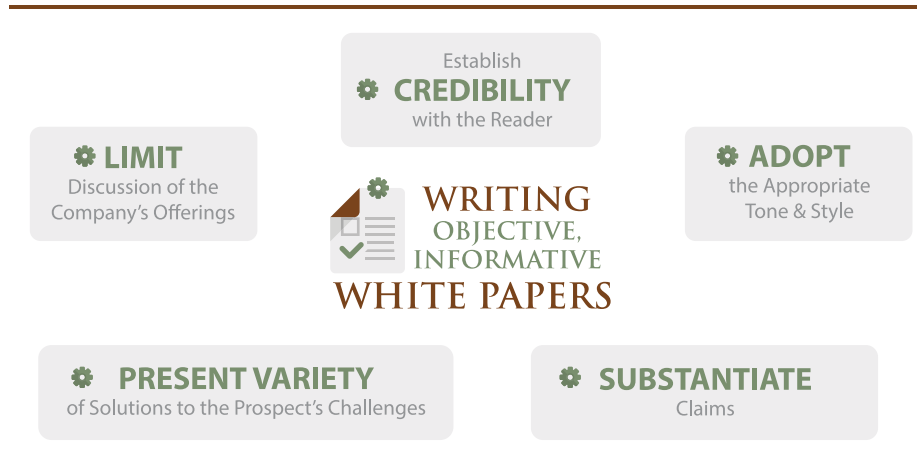 Establish
CREDIBILITY
with the Reader
LIMIT
Discussion of the
Company's Offerings
ADOPT
the Appropriate
Tone & Style
WRITING
OBJECTIVE,
INFORMATIVE
WHITE PAPERS
PRESENT VARIETY
of Solutions to the Prospect's Challenges
SUBSTANTIATE
Claims